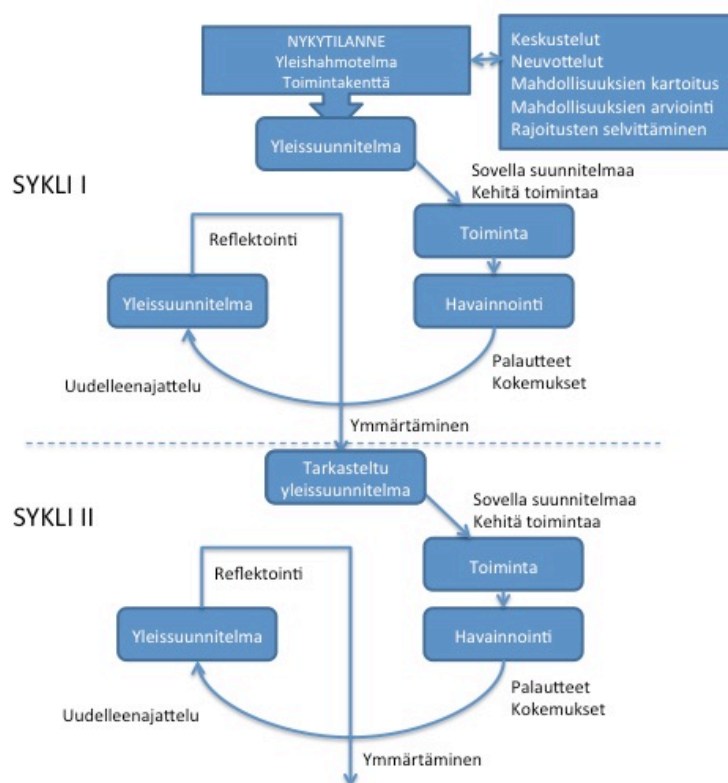 NYKYTILANNE
Yleishahmotelma
Toimintakenttä
Keskustelut
Neuvottelut
Mahdollisuuksien kartoitus
Mahdollisuuksien arviointi
Rajoitusten selvittäminen
Yleissuunnitelma
SYKLI I
Sovella suunnitelmaa
Kehitä toimintaa
Reflektointi
Toiminta
Yleissuunnitelma
Havainnointi
Uudelleenajattelu
Palautteet
Kokemukset
Ymmärtäminen
Tarkasteltu
yleissuunnitelma
SYKLI II
Sovella suunnitelmaa
Kehitä toimintaa
Reflektointi
Toiminta
Yleissuunnitelma
Havainnointi
Uudelleenajattelu
Palautteet
Kokemukset
Ymmärtäminen